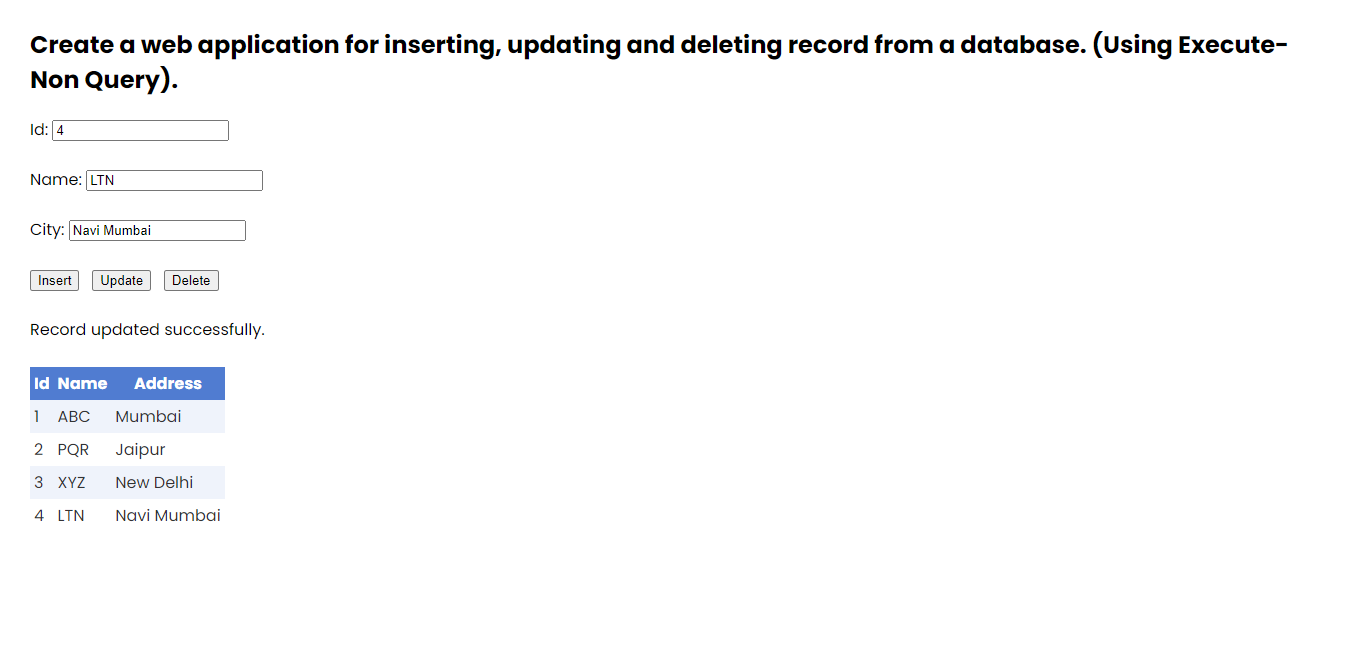 Create a web application for inserting, updating and deleting record from a database. (Using Execute-
Non Query).
Id: 4
Name: LTN
City: Navi Mumbai
Insert Update Delete
Record updated successfully.
Id Name Address
1 ABC Mumbai
2 PQR Jaipur
3 XYZ New Delhi
4 LTN Navi Mumbai